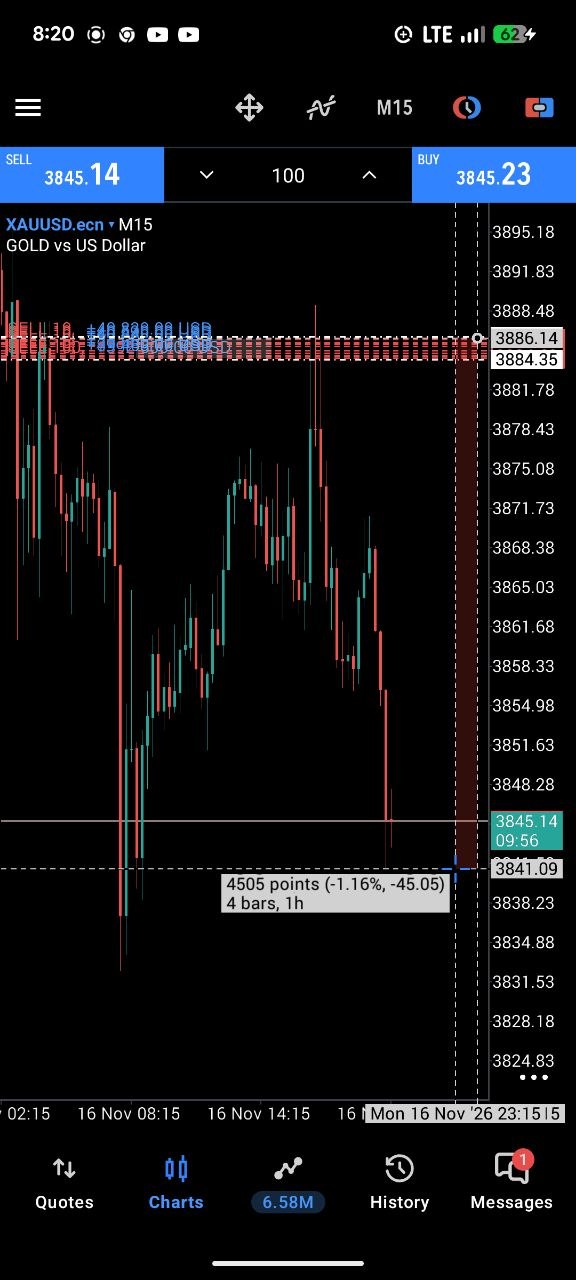 8:20
LTE
62
M15
SELL
3845.14
100
BUY
3845.23
XAUUSD.ecn M15
GOLD vs US Dollar
3895.18
3891.83
3888.48
3886.14
3884.35
3881.78
3878.43
3875.08
3871.73
3868.38
3865.03
3861.68
3858.33
3854.98
3851.63
3848.28
3845.14
09:56
3841.09
4505 points (-1.16%, -45.05)
4 bars, 1h
3838.23
3834.88
3831.53
3828.18
3824.83
02:15
16 Nov 08:15
16 Nov 14:15
16 N
Mon 16 Nov '26 23:15
Quotes
Charts
6.58M
History
1
Messages